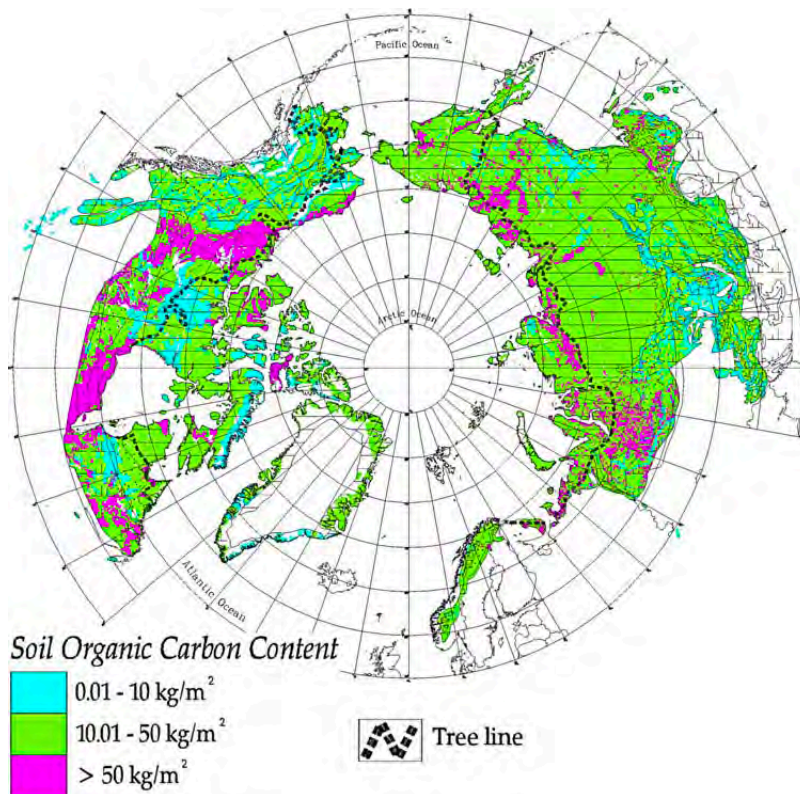 Pacific Ocean
Arctic Ocean
Atlantic Ocean
Soil Organic Carbon Content
0.01 - 10 kg/m²
10.01 - 50 kg/m²
> 50 kg/m²
Tree line